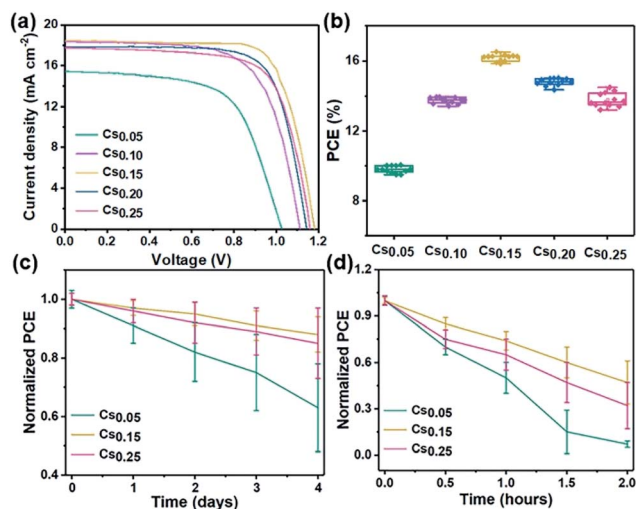 (a)
20
16
12
8
4
0
Current density (mA cm⁻²)
Cs0.05
Cs0.10
Cs0.15
Cs0.20
Cs0.25
0.0 0.2 0.4 0.6 0.8 1.0 1.2
Voltage (V)
(b)
16
14
12
10
8
PCE (%)
Cs0.05 Cs0.10 Cs0.15 Cs0.20 Cs0.25
(c)
1.0
0.8
0.6
0.4
Normalized PCE
Cs0.05
Cs0.15
Cs0.25
0 1 2 3 4
Time (days)
(d)
1.2
0.9
0.6
0.3
0.0
Normalized PCE
Cs0.05
Cs0.15
Cs0.25
0.0 0.5 1.0 1.5 2.0
Time (hours)